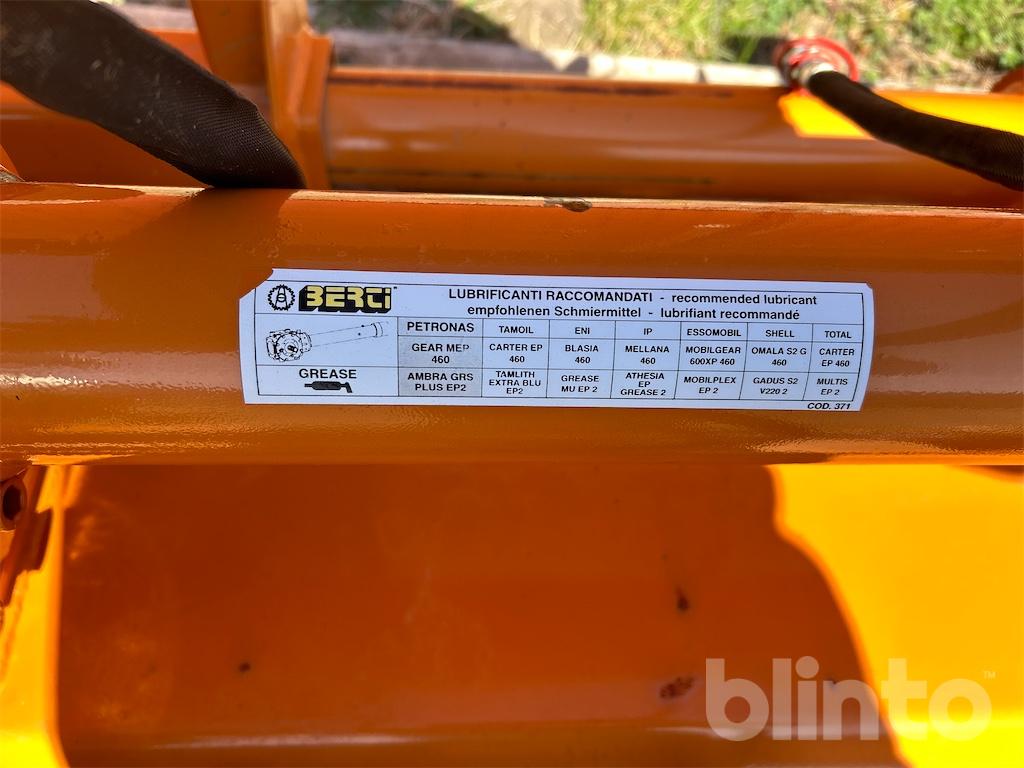 BERTi
LUBRIFICANTI RACCOMANDATI - recommended lubricant
empfohlenen Schmiermittel - lubrifiant recommandé
PETRONAS TAMOIL ENI IP ESSOMOBIL SHELL TOTAL
GEAR MEP 460 CARTER EP 460 BLASIA 460 MELLANA 460 MOBILGEAR 600XP 460 OMALA S2 G 460 CARTER EP 460
GREASE AMBRA GRS PLUS EP2 TAMLITH EXTRA BLU EP2 GREASE MU EP 2 ATHESIA EP GREASE 2 MOBILPLEX EP 2 GADUS S2 V220 2 MULTIS EP 2
COD. 371
blinto™